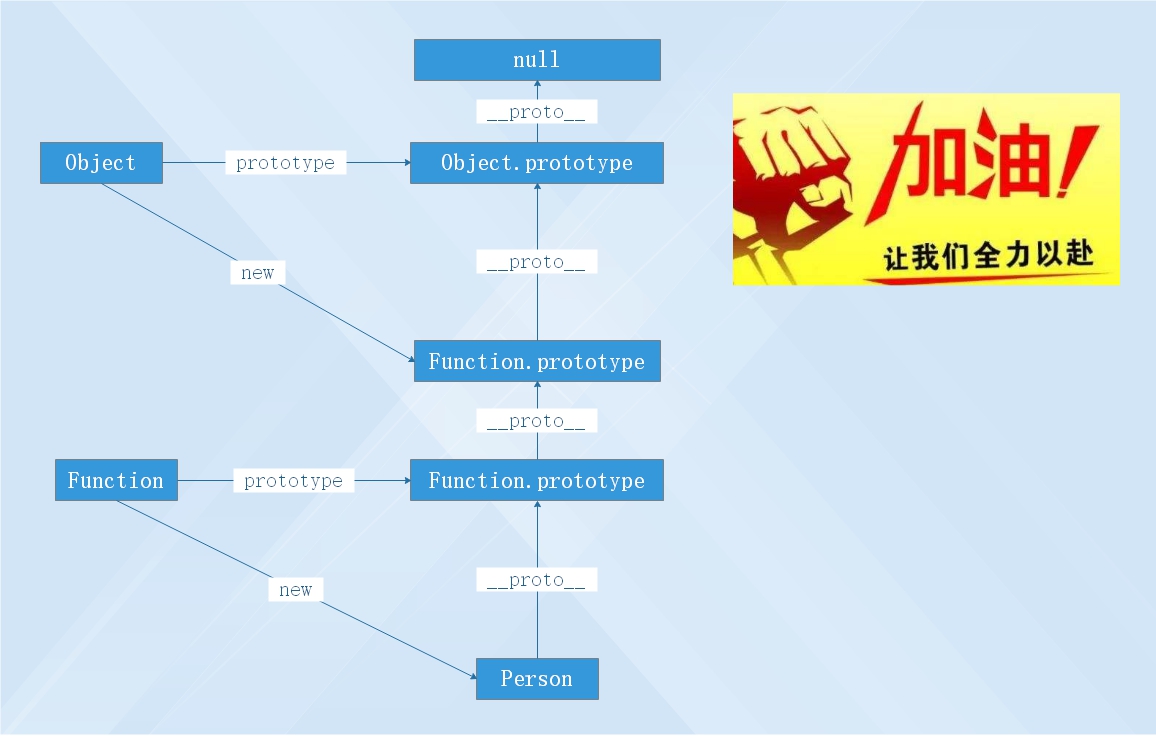 null
__proto__
Object
prototype
Object.prototype
new
__proto__
Function.prototype
__proto__
Function
prototype
Function.prototype
new
__proto__
Person
加油!
让我们全力以赴